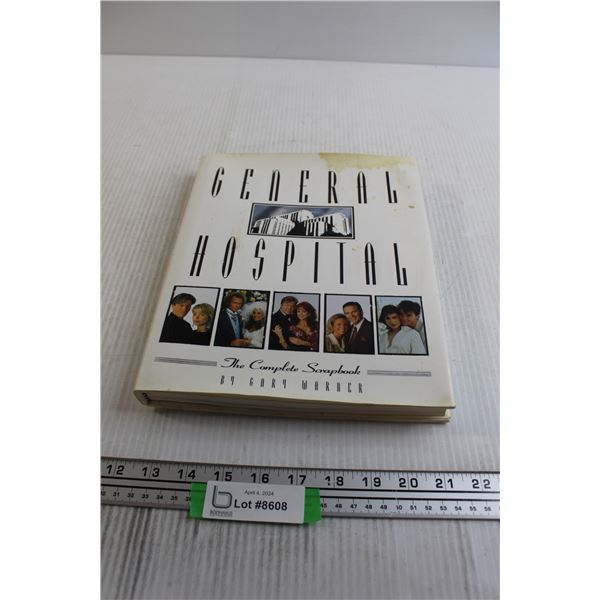 GENERAL
HOSPITAL
The Complete Scrapbook
BY GARY WARNER
12 13 14 15 16 17 18 19 20 21 22
April 4, 2024
Lot #8608